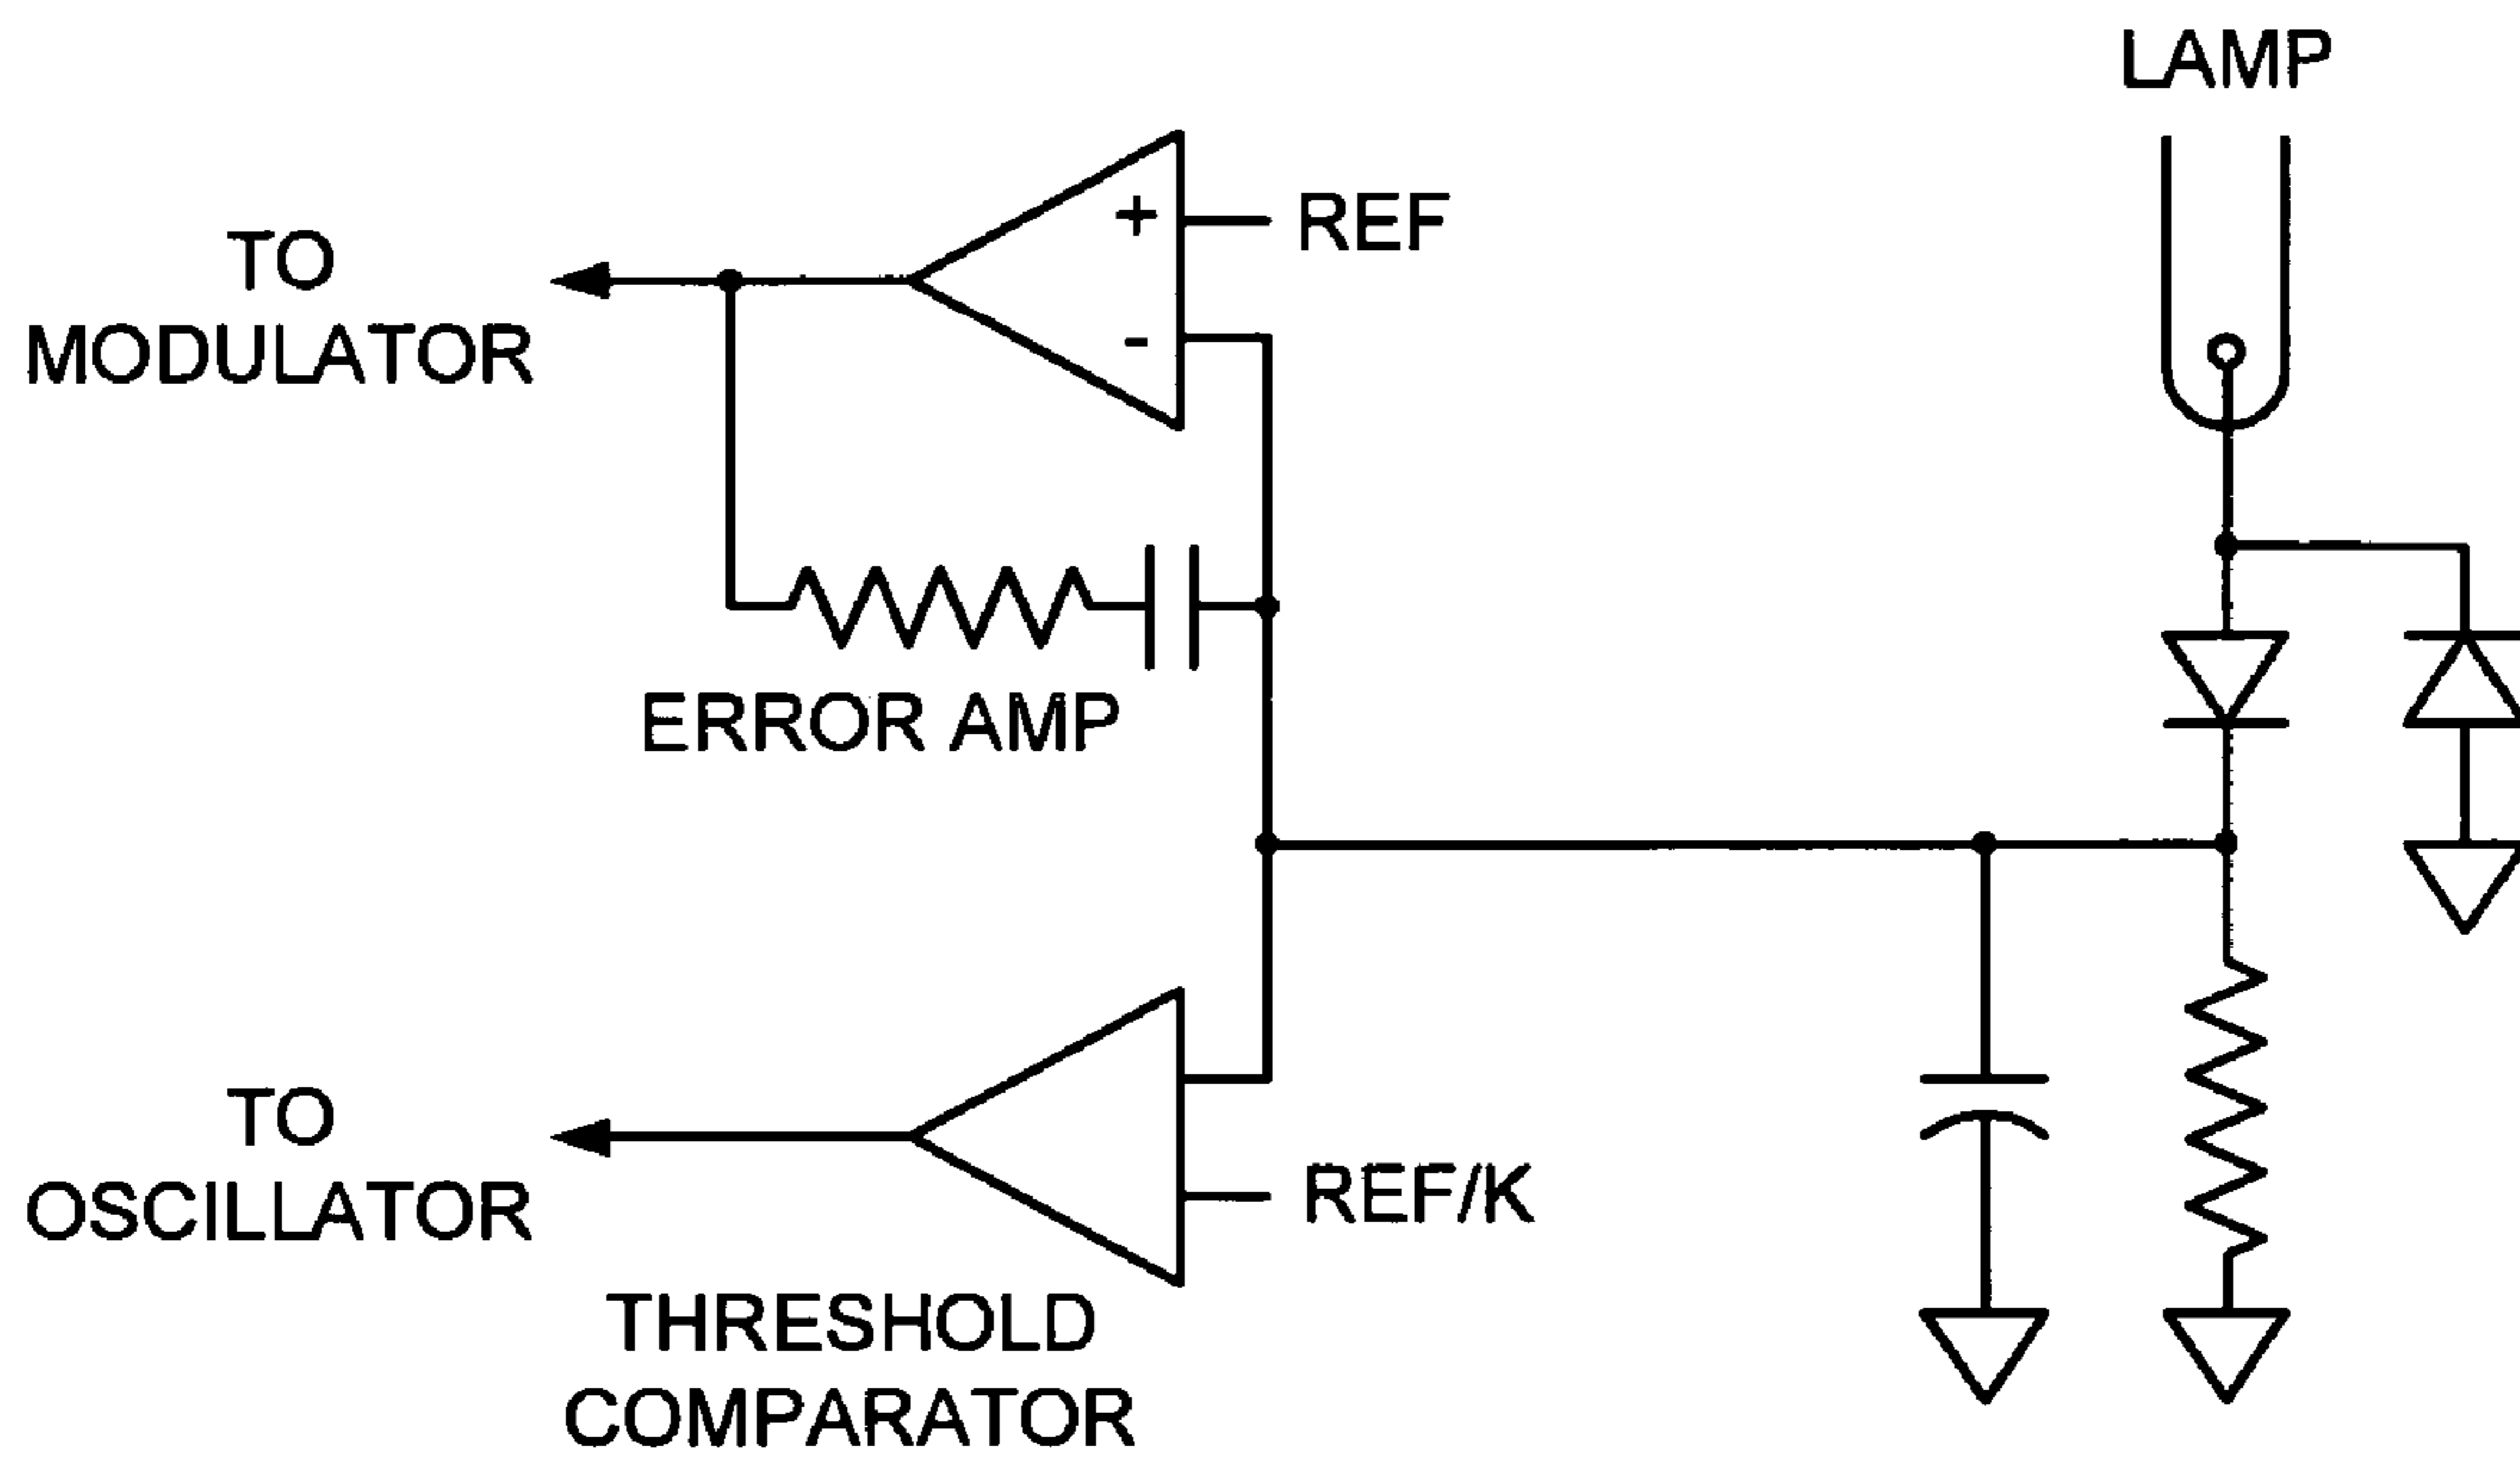 LAMP
+
REF
TO
MODULATOR
-
ERROR AMP
TO
OSCILLATOR
REF/K
THRESHOLD
COMPARATOR